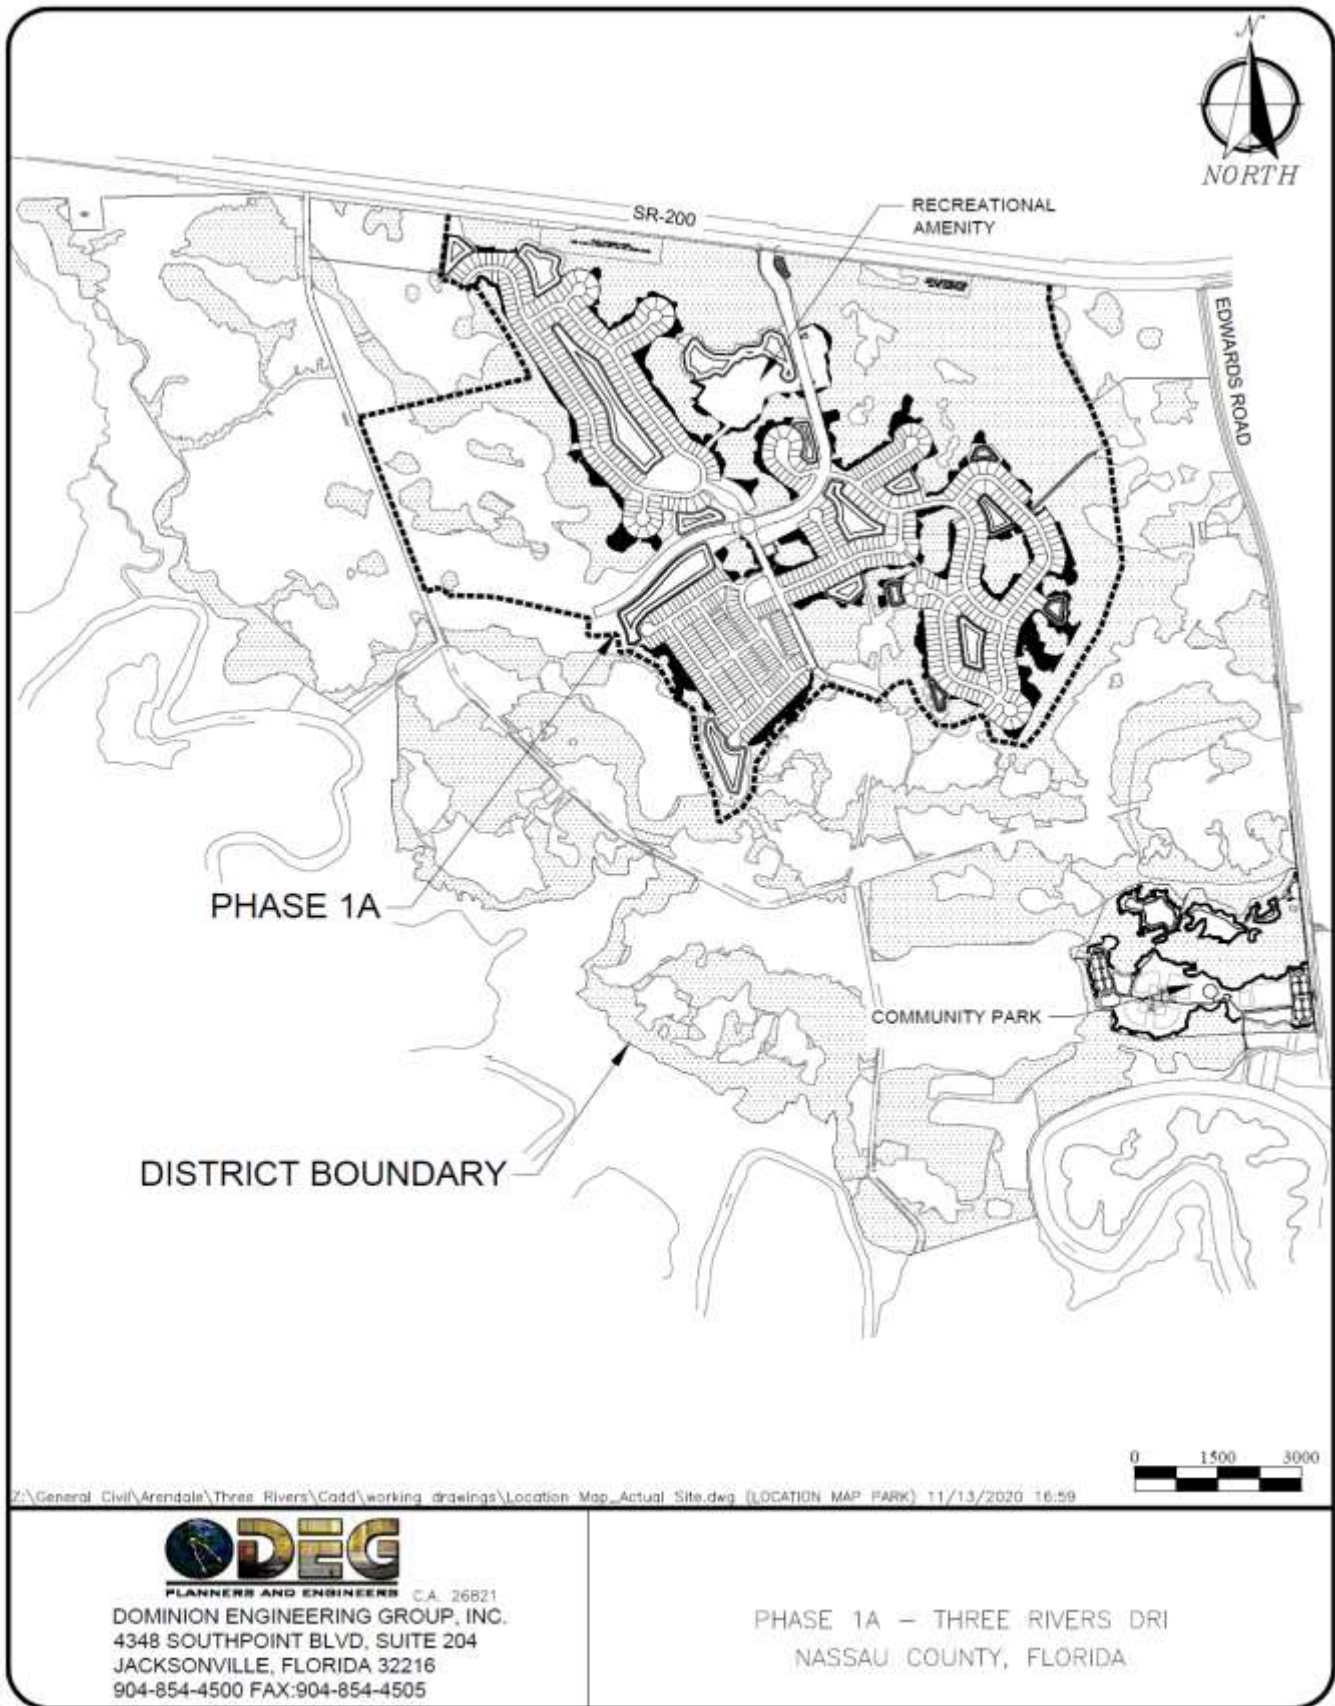 N
NORTH
SR-200
RECREATIONAL
AMENITY
EDWARDS ROAD
PHASE 1A
COMMUNITY PARK
DISTRICT BOUNDARY
0 1500 3000
Z:\General Civil\Arendale\Three Rivers\Cadd\working drawings\Location Map_Actual Site.dwg (LOCATION MAP PARK) 11/13/2020 16:59
DEG
PLANNERS AND ENGINEERS C.A. 26821
DOMINION ENGINEERING GROUP, INC.
4348 SOUTHPOINT BLVD, SUITE 204
JACKSONVILLE, FLORIDA 32216
904-854-4500 FAX:904-854-4505
PHASE 1A – THREE RIVERS DRI
NASSAU COUNTY, FLORIDA